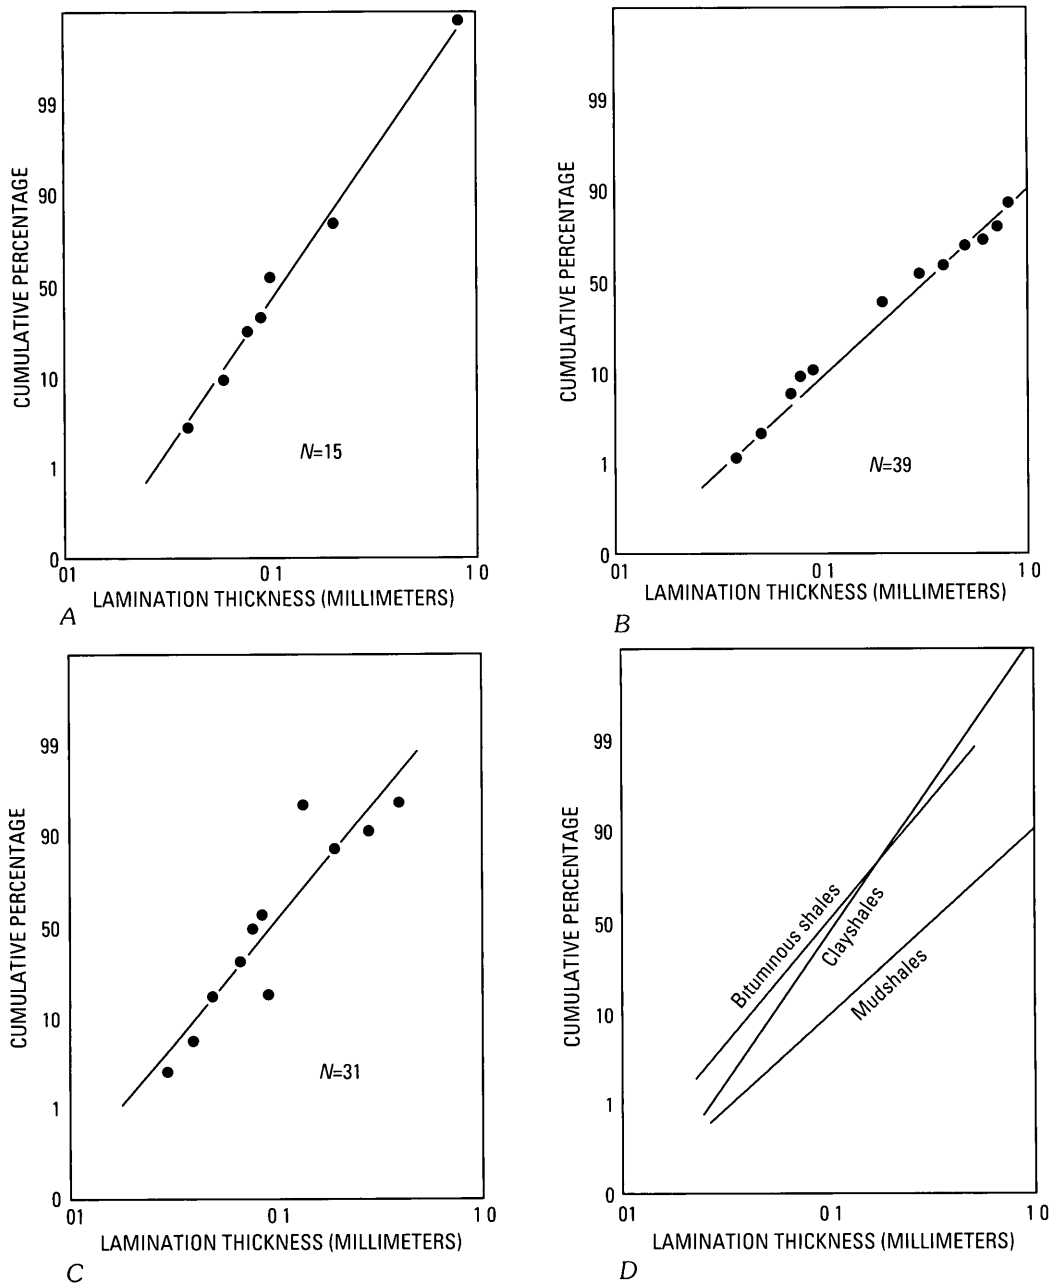 99
90
50
10
1
0
CUMULATIVE PERCENTAGE
N=15
01
0 1
1 0
LAMINATION THICKNESS (MILLIMETERS)
A
99
90
50
10
1
0
CUMULATIVE PERCENTAGE
N=39
01
0 1
1 0
LAMINATION THICKNESS (MILLIMETERS)
B
99
90
50
10
1
0
CUMULATIVE PERCENTAGE
N=31
01
0 1
1 0
LAMINATION THICKNESS (MILLIMETERS)
C
99
90
50
10
1
0
CUMULATIVE PERCENTAGE
Bituminous shales
Clayshales
Mudshales
01
0 1
1 0
LAMINATION THICKNESS (MILLIMETERS)
D